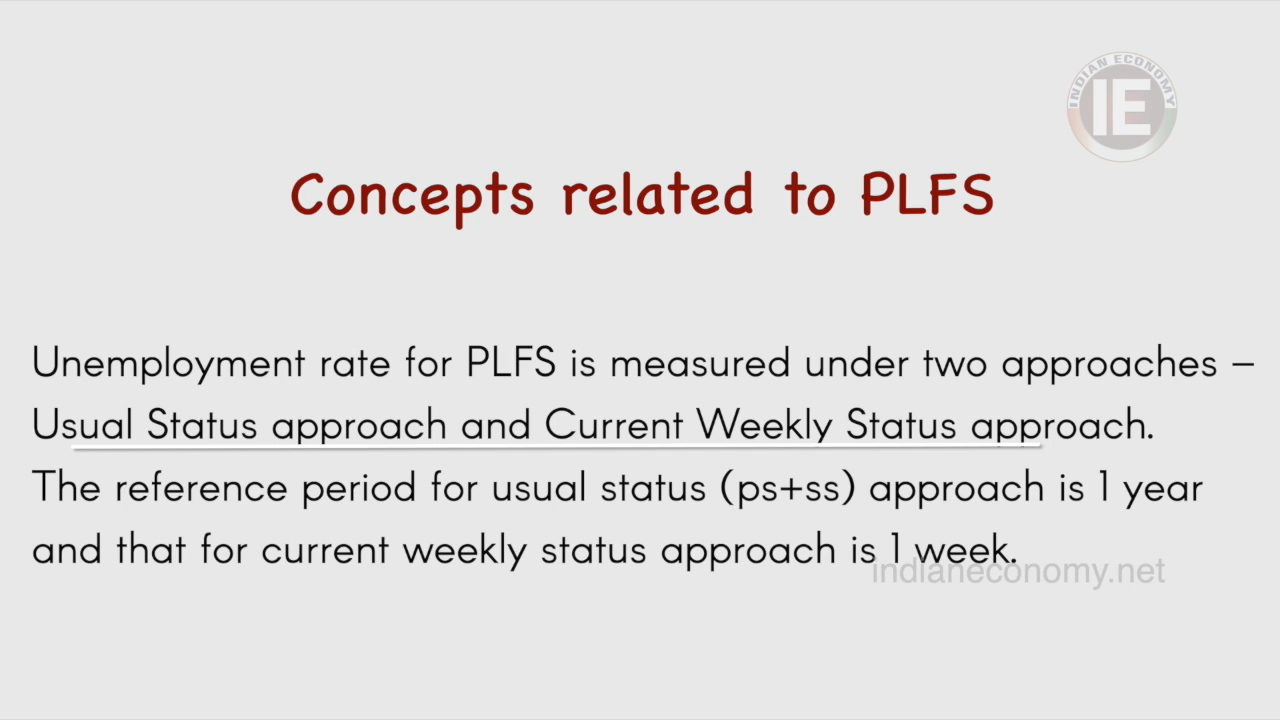 INDIAN ECONOMY
IE
Concepts related to PLFS
Unemployment rate for PLFS is measured under two approaches –
Usual Status approach and Current Weekly Status approach.
The reference period for usual status (ps+ss) approach is 1 year
and that for current weekly status approach is 1 week.
indianeconomy.net